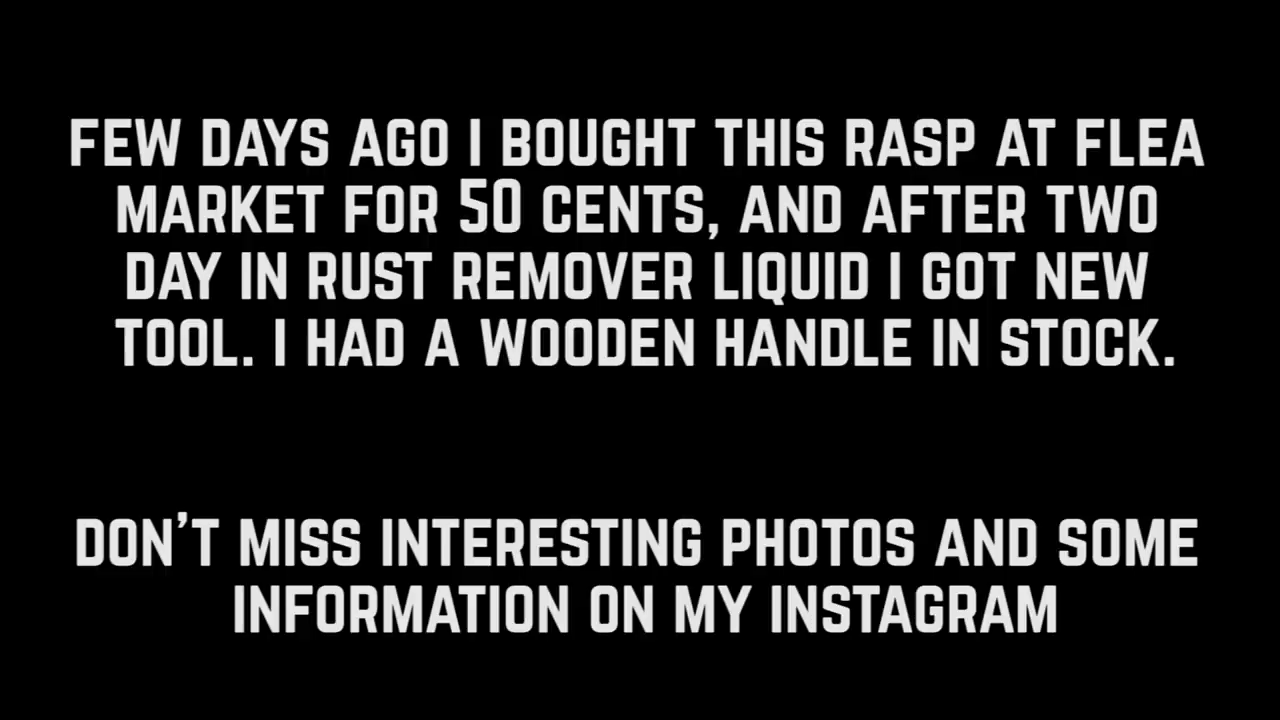 FEW DAYS AGO I BOUGHT THIS RASP AT FLEA
MARKET FOR 50 CENTS, AND AFTER TWO
DAY IN RUST REMOVER LIQUID I GOT NEW
TOOL. I HAD A WOODEN HANDLE IN STOCK.
DON'T MISS INTERESTING PHOTOS AND SOME
INFORMATION ON MY INSTAGRAM